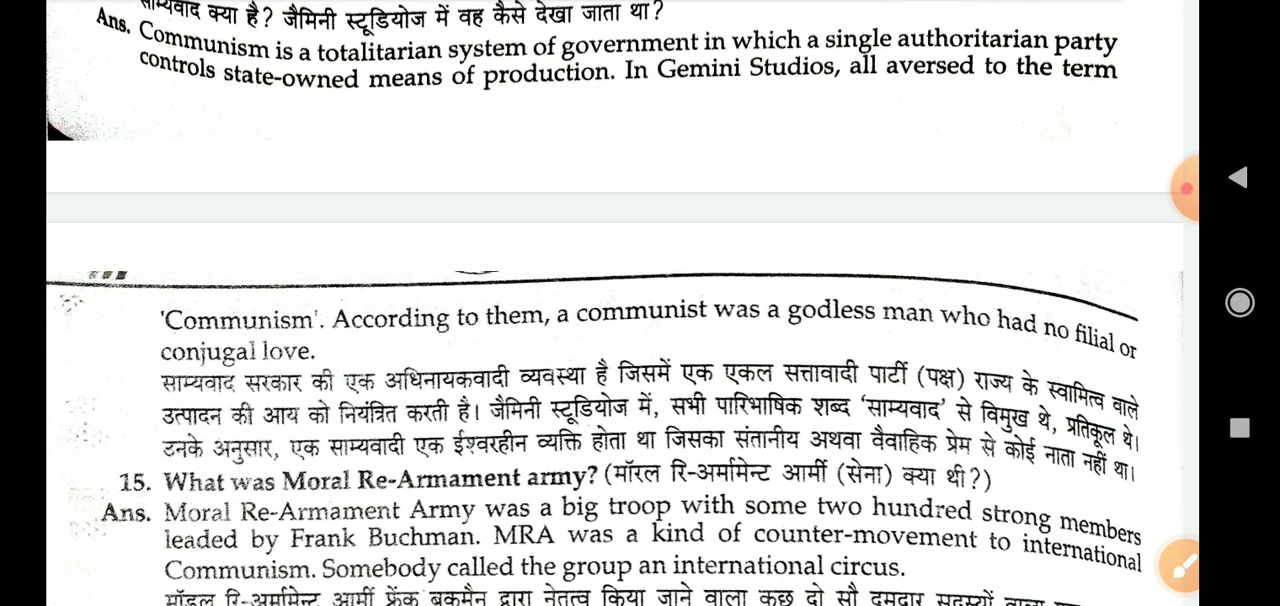 साम्यवाद क्या है? जैमिनी स्टूडियोज में वह कैसे देखा जाता था?
Ans. Communism is a totalitarian system of government in which a single authoritarian party
controls state-owned means of production. In Gemini Studios, all aversed to the term
'Communism'. According to them, a communist was a godless man who had no filial or
conjugal love.
साम्यवाद सरकार की एक अधिनायकवादी व्यवस्था है जिसमें एक एकल सत्तावादी पार्टी (पक्ष) राज्य के स्वामित्व वाले
उत्पादन की आय को नियंत्रित करती है। जैमिनी स्टूडियोज में, सभी पारिभाषिक शब्द 'साम्यवाद' से विमुख थे, प्रतिकूल थे।
उनके अनुसार, एक साम्यवादी एक ईश्वरहीन व्यक्ति होता था जिसका संतानीय अथवा वैवाहिक प्रेम से कोई नाता नहीं था।
15. What was Moral Re-Armament army? (मॉरल रि-अर्मामेन्ट आर्मी (सेना) क्या थी?)
Ans. Moral Re-Armament Army was a big troop with some two hundred strong members
leaded by Frank Buchman. MRA was a kind of counter-movement to international
Communism. Somebody called the group an international circus.
मॉडल रि-अर्मामेन्ट आर्मी फ्रेंक बकमैन द्वारा नेतृत्व किया जाने वाला कुछ दो सौ दमदार सदस्यों